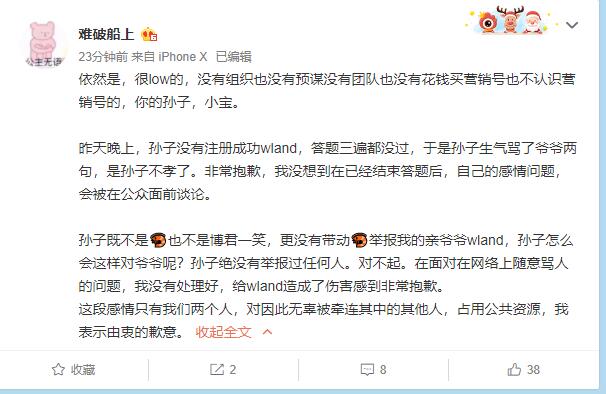 难破船上
23分钟前 来自 iPhone X 已编辑
公主无语
依然是，很low的，没有组织也没有预谋没有团队也没有花钱买营销号也不认识营
销号的，你的孙子，小宝。
昨天晚上，孙子没有注册成功wland，答题三遍都没过，于是孙子生气骂了爷爷两
句，是孙子不孝了。非常抱歉，我没想到在已经结束答题后，自己的感情问题，
会被在公众面前谈论。
孙子既不是也不是博君一笑，更没有带动举报我的亲爷爷wland，孙子怎么
会这样对爷爷呢？孙子绝没有举报过任何人。对不起。在面对在网络上随意骂人
的问题，我没有处理好，给wland造成了伤害感到非常抱歉。
这段感情只有我们两个人，对因此无辜被牵连其中的其他人，占用公共资源，我
表示由衷的歉意。 收起全文
收藏 2 8 38